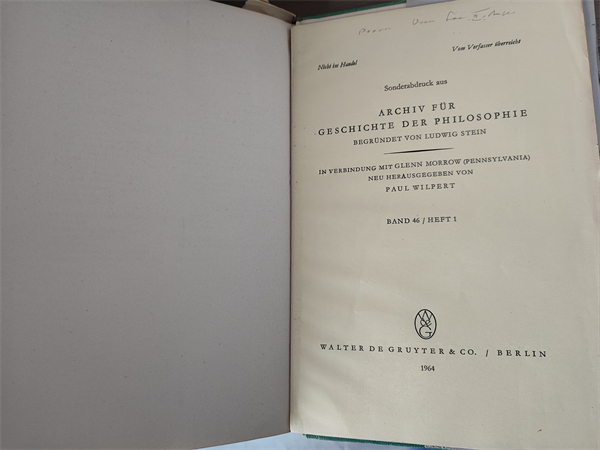 Nicht im Handel
Vom Verfasser überreicht
Sonderabdruck aus
ARCHIV FÜR
GESCHICHTE DER PHILOSOPHIE
BEGRÜNDET VON LUDWIG STEIN
IN VERBINDUNG MIT GLENN MORROW (PENNSYLVANIA)
NEU HERAUSGEGEBEN VON
PAUL WILPERT
BAND 46 / HEFT 1
WALTER DE GRUYTER & CO. / BERLIN
1964